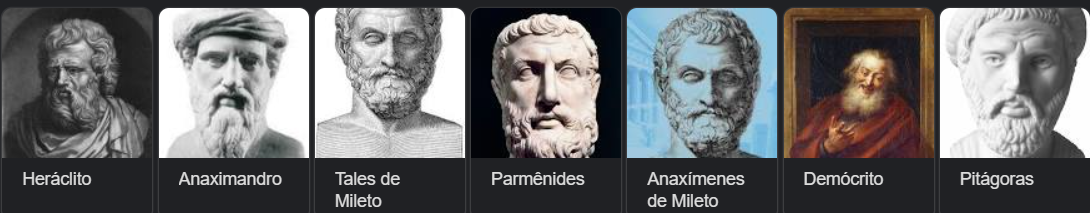 Heráclito
Anaximandro
Tales de
Mileto
Parmênides
Anaxímenes
de Mileto
Demócrito
Pitágoras